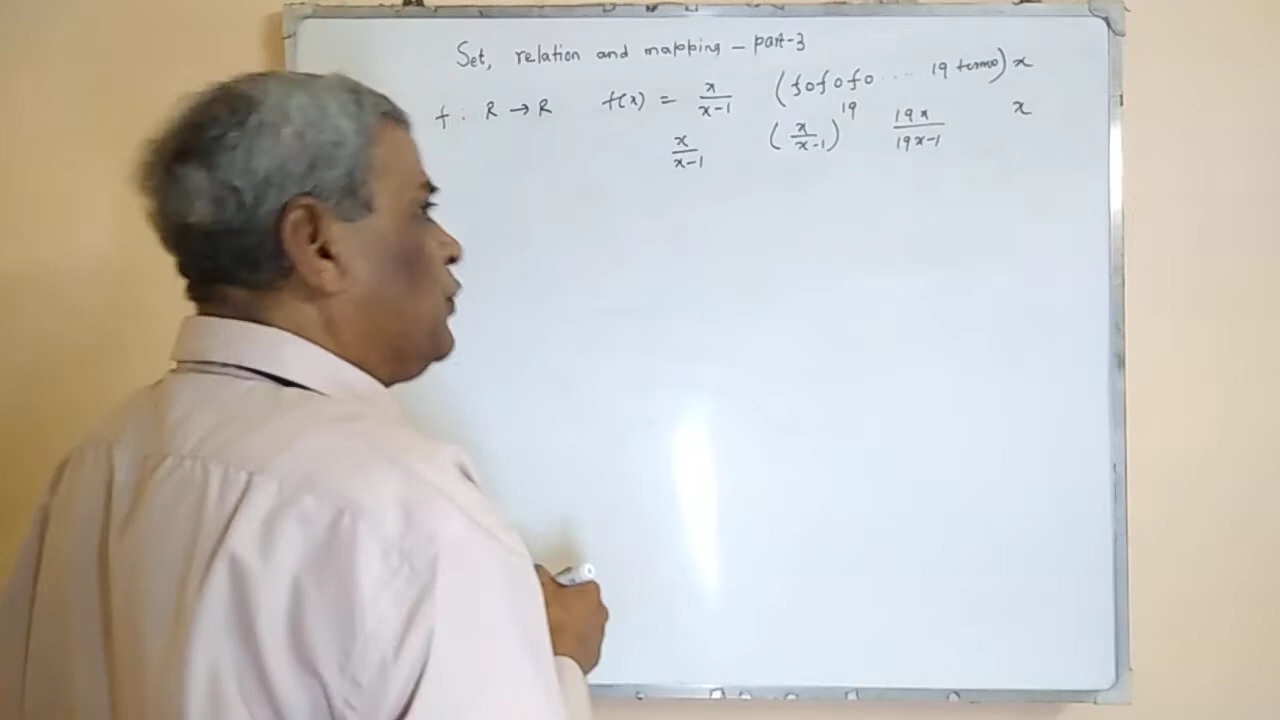 Set, relation and mapping – part-3
f : R → R f(x) = x/(x-1) (fofofo .... 19 terms) x
x/(x-1) (x/(x-1))^19 19x/(19x-1) x